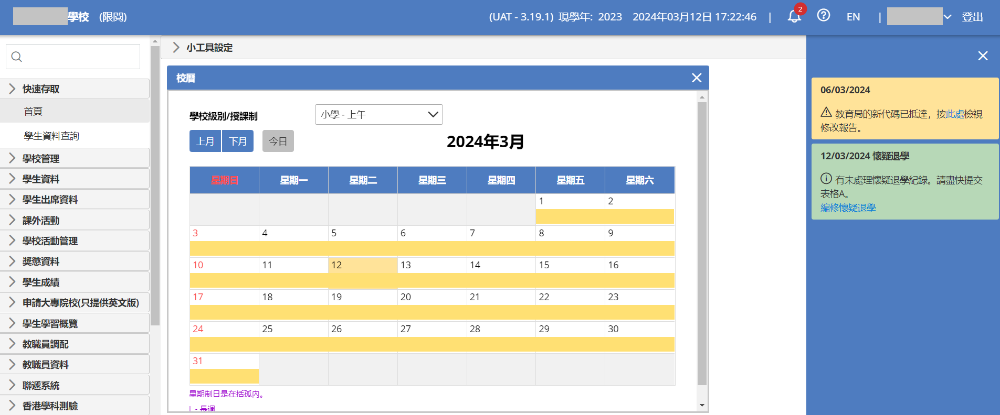 學校 (限閱)
(UAT - 3.19.1) 現學年: 2023 2024年03月12日 17:22:46 | 2 EN | 登出
快速存取
首頁
學生資料查詢
學校管理
學生資料
學生出席資料
課外活動
學校活動管理
獎懲資料
學生成績
申請大專院校(只提供英文版)
學生學習概覽
教職員調配
教職員資料
聯遞系統
香港學科測驗
小工具設定
校曆
學校級別/授課制 小學 - 上午
上月 下月 今日 2024年3月
星期日 星期一 星期二 星期三 星期四 星期五 星期六
1 2
3 4 5 6 7 8 9
10 11 12 13 14 15 16
17 18 19 20 21 22 23
24 25 26 27 28 29 30
31
星期制日是在括孤內。
L - 長週
06/03/2024
教育局的新代碼已抵達，按此處檢視
修改報告。
12/03/2024 懷疑退學
有未處理懷疑退學紀錄。請盡快提交
表格A。
編修懷疑退學